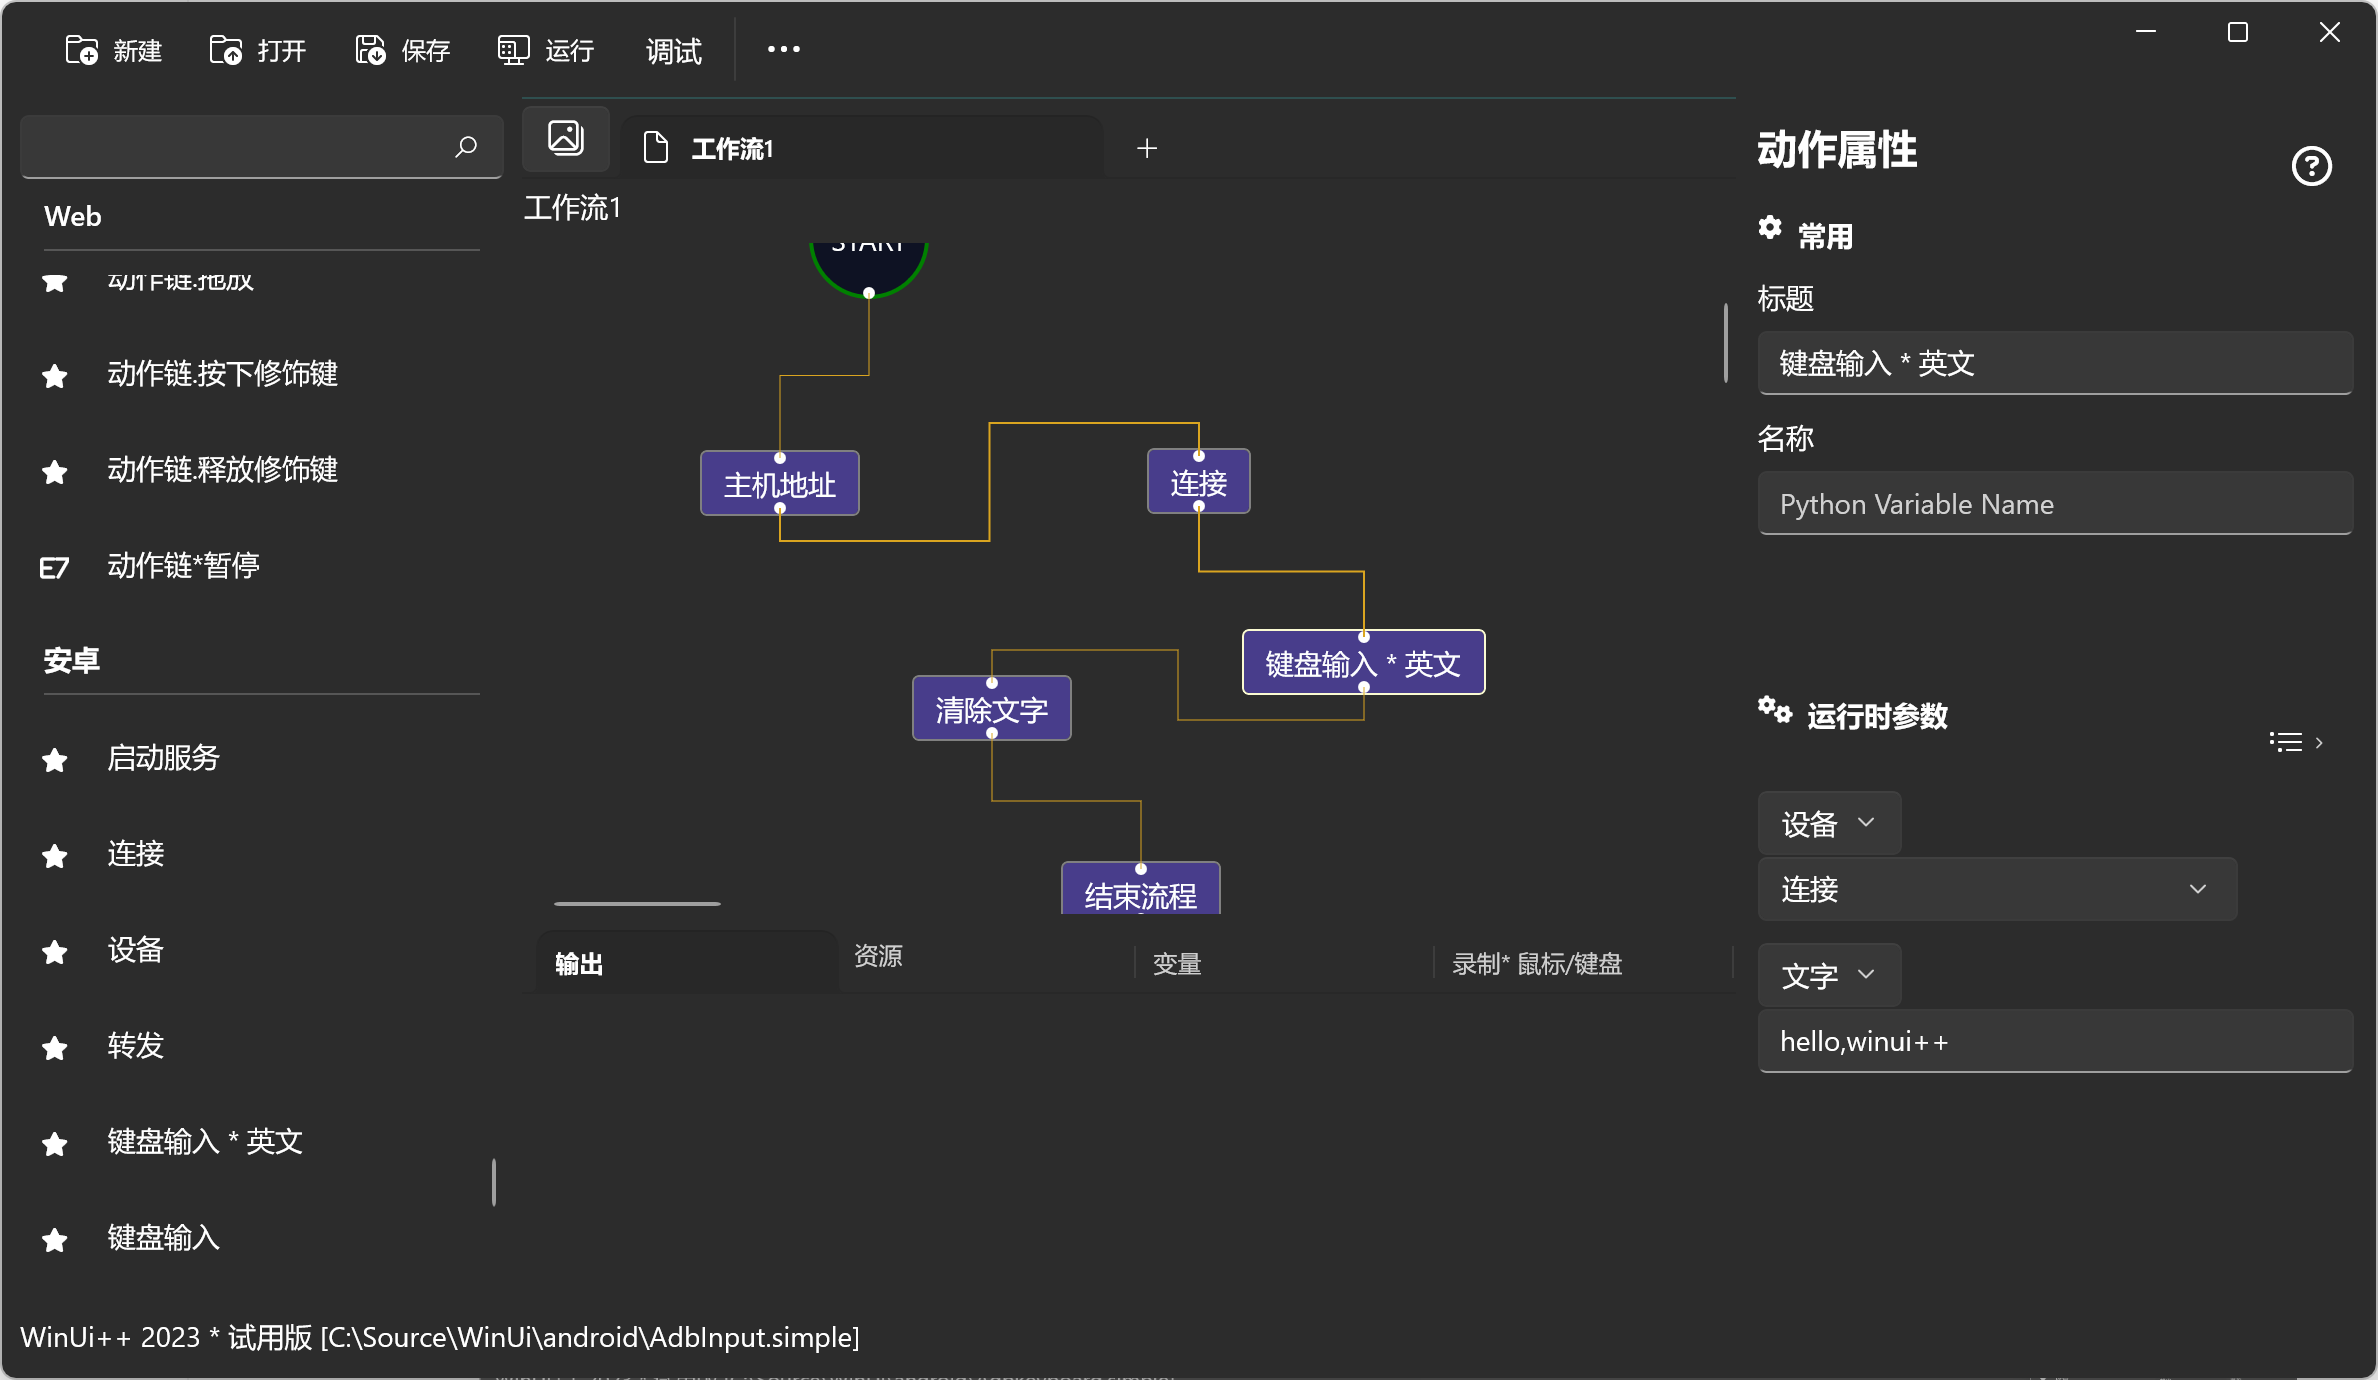 新建
打开
保存
运行
调试
工作流1
工作流1
Web
动作链.拖放
动作链.按下修饰键
动作链.释放修饰键
E7 动作链*暂停
安卓
启动服务
连接
设备
转发
键盘输入 * 英文
键盘输入
START
主机地址
连接
键盘输入 * 英文
清除文字
结束流程
输出
资源
变量
录制* 鼠标/键盘
动作属性
常用
标题
键盘输入 * 英文
名称
Python Variable Name
运行时参数
设备
连接
文字
hello,winui++
WinUi++ 2023 * 试用版 [C:\Source\WinUi\android\AdbInput.simple]